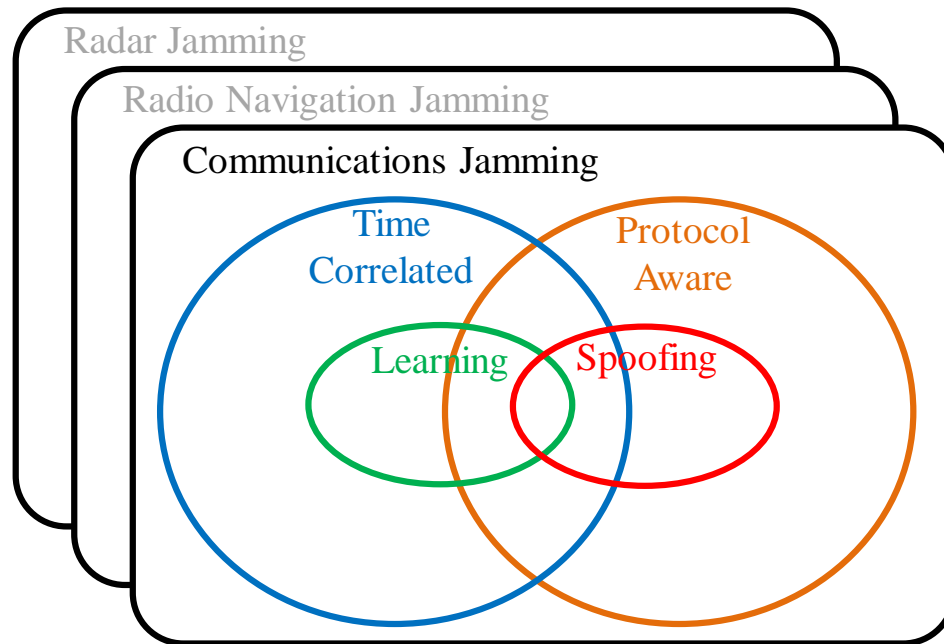 Radar Jamming
Radio Navigation Jamming
Communications Jamming
Time
Correlated
Protocol
Aware
Learning
Spoofing